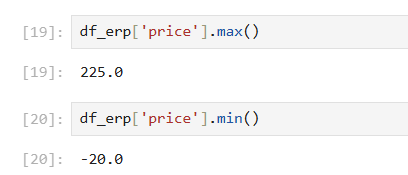 [19]: df_erp['price'].max()
[19]: 225.0
[20]: df_erp['price'].min()
[20]: -20.0